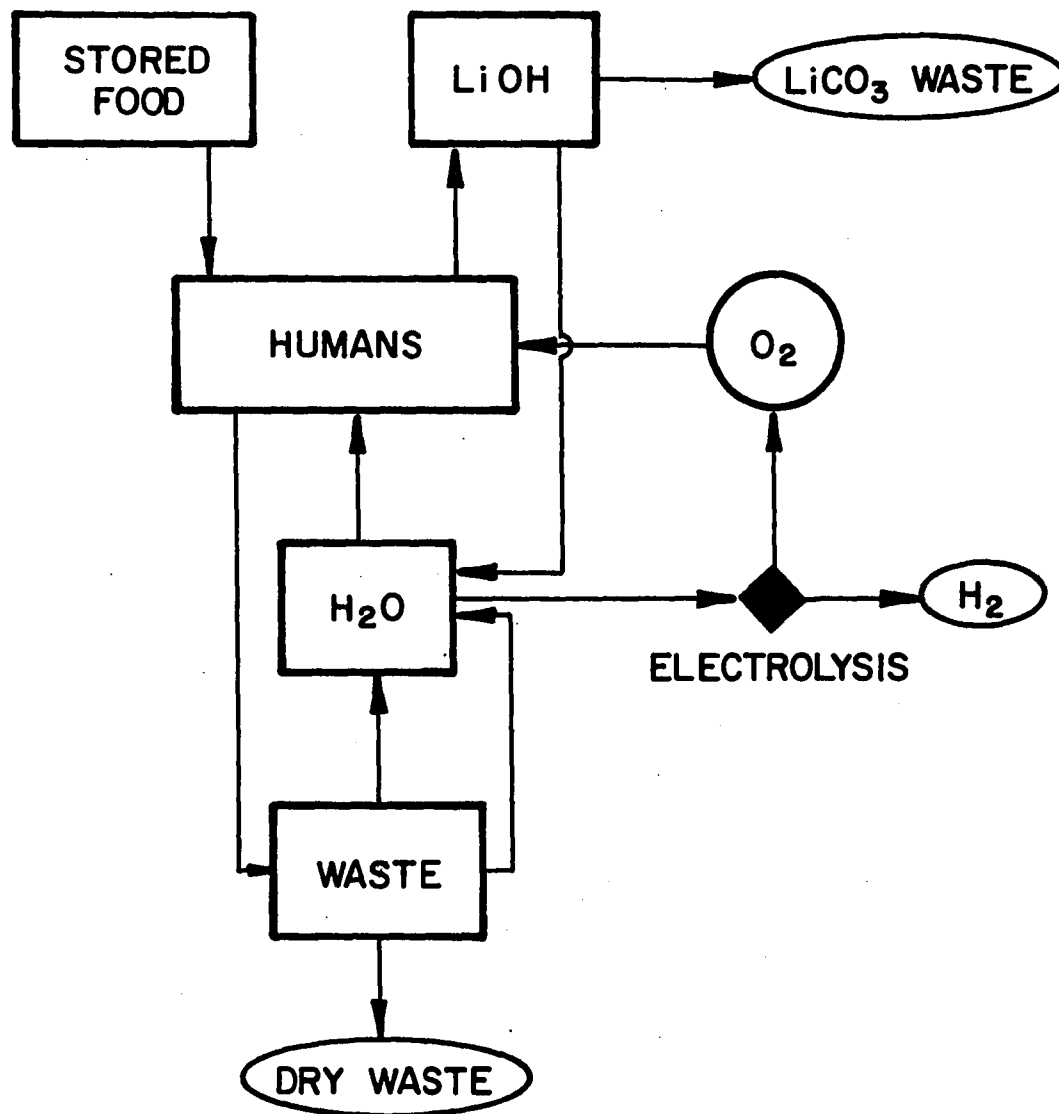 STORED
FOOD
LiOH
LiCO₃ WASTE
HUMANS
O₂
H₂O
H₂
ELECTROLYSIS
WASTE
DRY WASTE